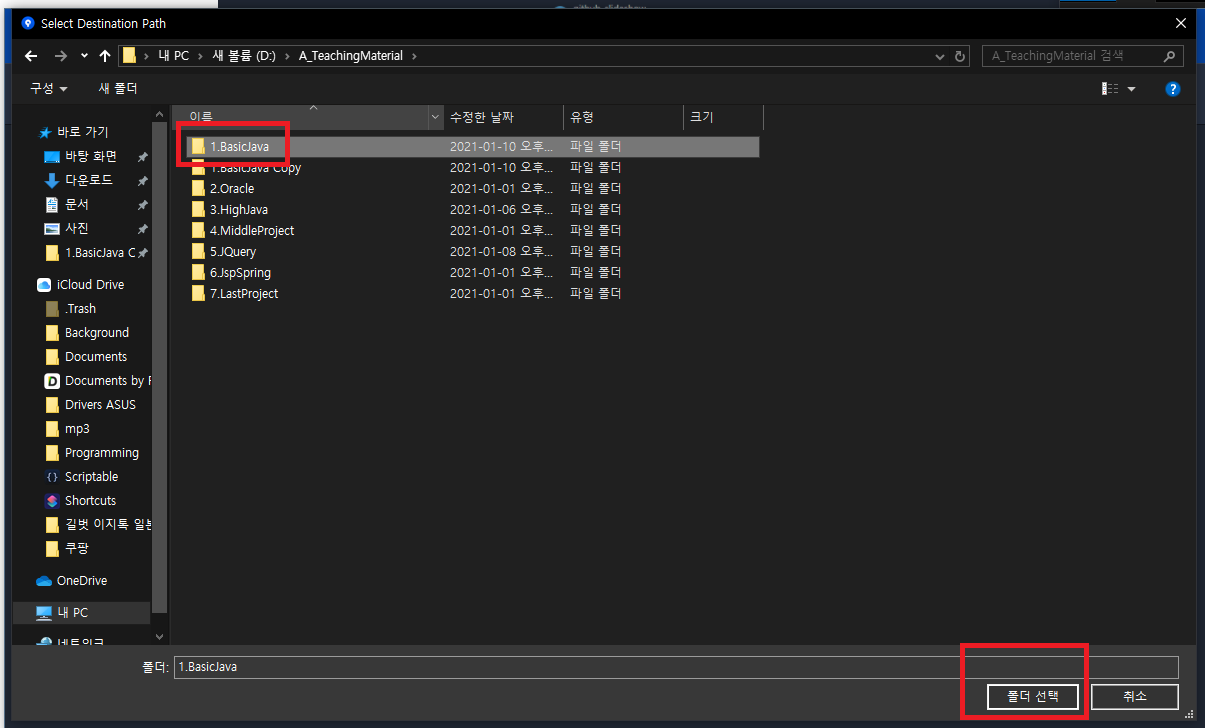 github-slideshow
Select Destination Path
내 PC > 새 볼륨 (D:) > A_TeachingMaterial >
A_TeachingMaterial 검색
구성 새 폴더
이름 수정한 날짜 유형 크기
바로 가기
바탕 화면
다운로드
문서
사진
1.BasicJava C
iCloud Drive
.Trash
Background
Documents
Documents by
Drivers ASUS
mp3
Programming
Scriptable
Shortcuts
길벗 이지톡 일본
쿠팡
OneDrive
내 PC
네트워크
1.BasicJava 2021-01-10 오후... 파일 폴더
1.BasicJava Copy 2021-01-10 오후... 파일 폴더
2.Oracle 2021-01-01 오후... 파일 폴더
3.HighJava 2021-01-06 오후... 파일 폴더
4.MiddleProject 2021-01-01 오후... 파일 폴더
5.JQuery 2021-01-08 오후... 파일 폴더
6.JspSpring 2021-01-01 오후... 파일 폴더
7.LastProject 2021-01-01 오후... 파일 폴더
폴더: 1.BasicJava
폴더 선택 취소